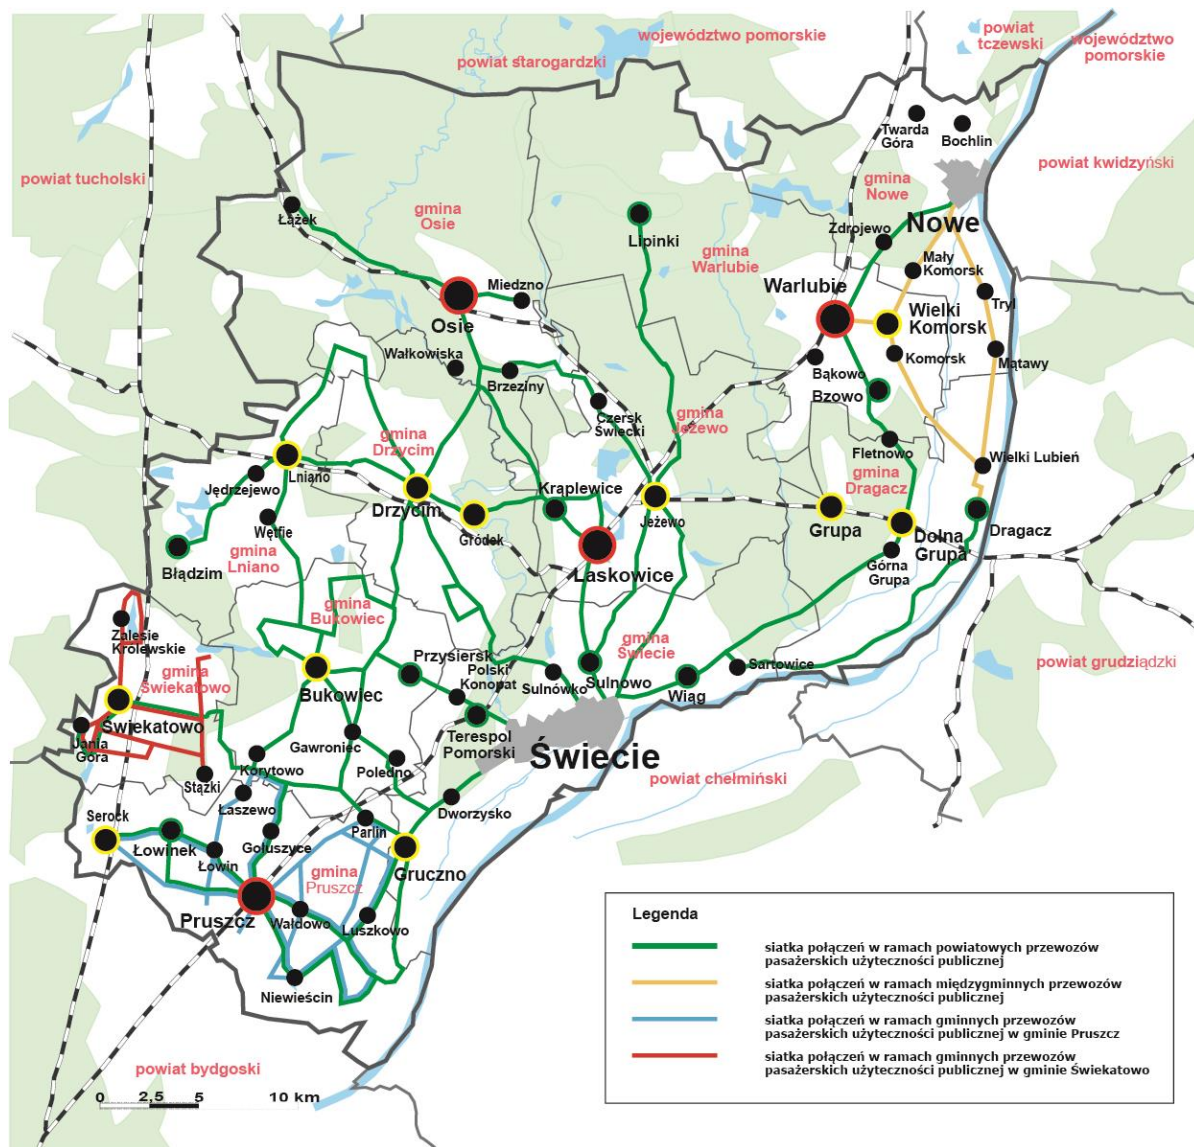 województwo pomorskie
powiat
tczewski
województwo
pomorskie
powiat starogardzki
Twarda
Góra
Bochlin
powiat kwidzyński
powiat tucholski
gmina
Nowe
gmina
Osie
Łążek
Nowe
Zdrojewo
Lipinki
gmina
Warlubie
Mały
Komorsk
Miedzno
Warlubie
Tryl
Osie
Wielki
Komorsk
Wałkowiska
Komorsk
Mątawy
Brzeziny
Bąkowo
Bzowo
Czersk
Świecki
gmina
Jeżewo
gmina
Drzycim
Fletnowo
Wielki Lubień
gmina
Dragacz
Jędrzejewo
Lniano
Krąplewice
Drzycim
Jeżewo
Wętfie
Gródek
Grupa
Dolna
Grupa
Dragacz
Błądzim
gmina
Lniano
Laskowice
Górna
Grupa
gmina
Bukowiec
Zalesie
Królewskie
gmina
Świecie
gmina
Świekatowo
Przysiersk
Polski
Konopat
Sulnówko
Sulnowo
Sartowice
powiat grudziądzki
Bukowiec
Wiąg
Świekatowo
Jania
Góra
Gawroniec
Terespol
Pomorski
Świecie
Korytowo
Poledno
powiat chełmiński
Stążki
Łaszewo
Dworzysko
Serock
Parlin
Łowinek
Gołuszyce
Łowin
gmina
Pruszcz
Gruczno
Pruszcz
Wałdowo
Luszkowo
Niewieścin
powiat bydgoski
0 2,5 5 10 km
Legenda
siatka połączeń w ramach powiatowych przewozów
pasażerskich użyteczności publicznej
siatka połączeń w ramach międzygminnych przewozów
pasażerskich użyteczności publicznej
siatka połączeń w ramach gminnych przewozów
pasażerskich użyteczności publicznej w gminie Pruszcz
siatka połączeń w ramach gminnych przewozów
pasażerskich użyteczności publicznej w gminie Świekatowo